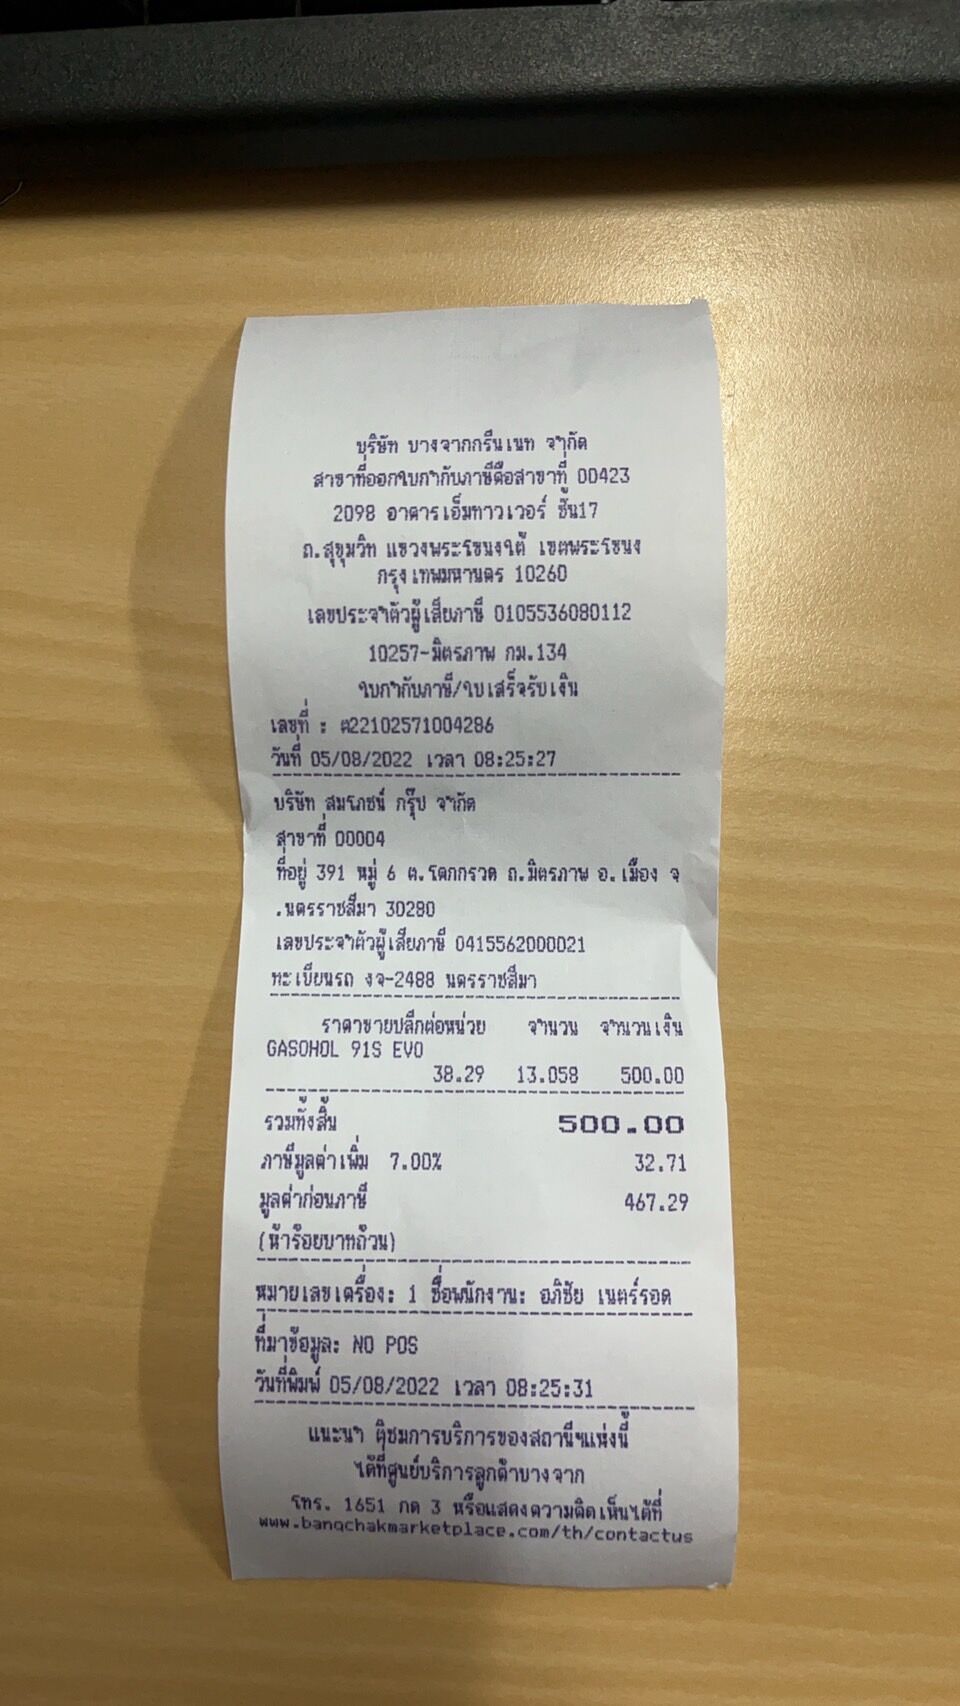 บริษัท บางจากกรีนเนท จำกัด
สาขาที่ออกใบกำกับภาษีคือสาขาที่ 00423
2098 อาคารเอ็มทาวเวอร์ ชั้น17
ถ.สุขุมวิท แขวงพระโขนงใต้ เขตพระโขนง
กรุงเทพมหานคร 10260
เลขประจำตัวผู้เสียภาษี 0105536080112
10257-มิตรภาพ กม.134
ใบกำกับภาษี/ใบเสร็จรับเงิน
เลขที่ : ต22102571004286
วันที่ 05/08/2022 เวลา 08:25:27
บริษัท สมโภชน์ กรุ๊ป จำกัด
สาขาที่ 00004
ที่อยู่ 391 หมู่ 6 ต.โคกกรวด ถ.มิตรภาพ อ.เมือง จ
.นครราชสีมา 30280
เลขประจำตัวผู้เสียภาษี 0415562000021
ทะเบียนรถ งจ-2488 นครราชสีมา
ราคาขายปลีกต่อหน่วย จำนวน จำนวนเงิน
GASOHOL 91S EVO
38.29 13.058 500.00
รวมทั้งสิ้น 500.00
ภาษีมูลค่าเพิ่ม 7.00% 32.71
มูลค่าก่อนภาษี 467.29
(ห้าร้อยบาทถ้วน)
หมายเลขเครื่อง: 1 ชื่อพนักงาน: อภิชัย เนตร์รอด
ที่มาข้อมูล: NO POS
วันที่พิมพ์ 05/08/2022 เวลา 08:25:31
แนะนำ ติชมการบริการของสถานีฯแห่งนี้
ได้ที่ศูนย์บริการลูกค้าบางจาก
โทร. 1651 กด 3 หรือแสดงความคิดเห็นได้ที่
www.bangchakmarketplace.com/th/contactus